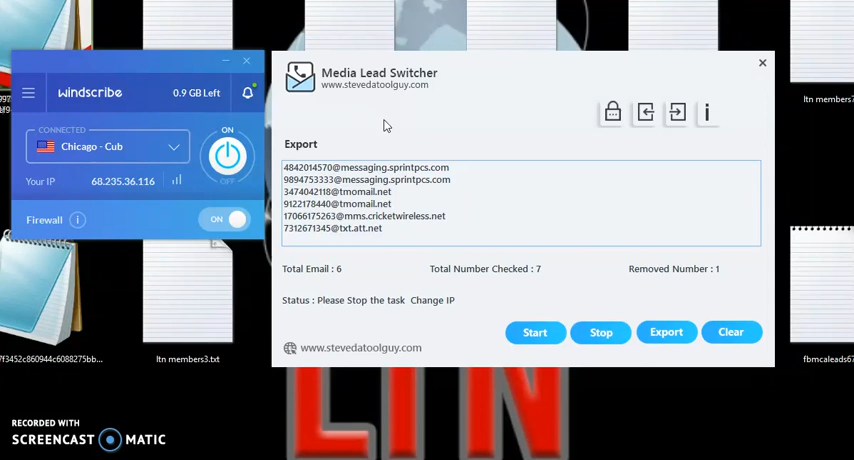 windscribe
0.9 GB Left
CONNECTED
Chicago - Cub
ON
OFF
Your IP
68.235.36.116
Firewall
i
ON
Media Lead Switcher
www.stevedatoolguy.com
i
Export
4842014570@messaging.sprintpcs.com
9894753333@messaging.sprintpcs.com
3474042118@tmomail.net
9122178440@tmomail.net
17066175263@mms.cricketwireless.net
7312671345@txt.att.net
Total Email : 6
Total Number Checked : 7
Removed Number : 1
Status : Please Stop the task Change IP
Start
Stop
Export
Clear
www.stevedatoolguy.com
ltn members3.txt
LTN
RECORDED WITH
SCREENCAST MATIC